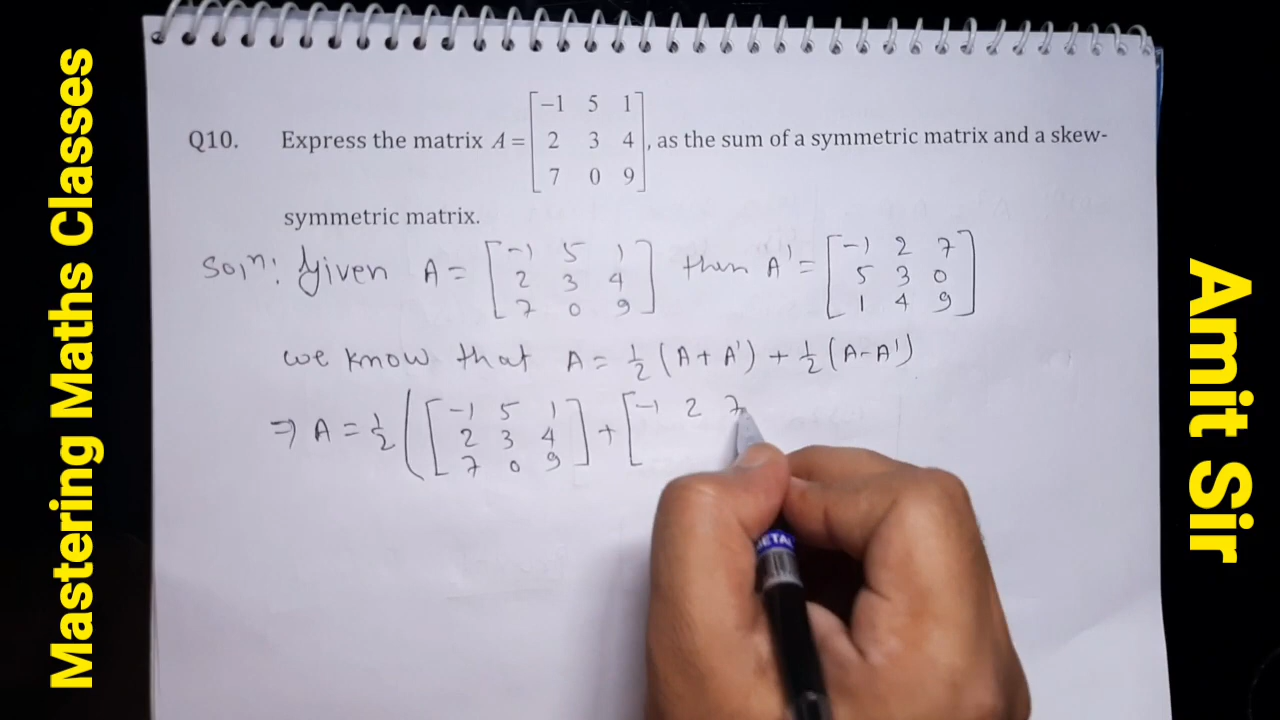 Mastering Maths Classes
Q10. Express the matrix A = [−1 5 1
2 3 4
7 0 9], as the sum of a symmetric matrix and a skew-
symmetric matrix.
Solⁿ: Given A = [-1 5 1
2 3 4
7 0 9] then A' = [-1 2 7
5 3 0
1 4 9]
we know that A = ½ (A + A') + ½ (A - A')
⇒ A = ½ ([-1 5 1
2 3 4
7 0 9] + [-1 2 7
METAL
Amit Sir